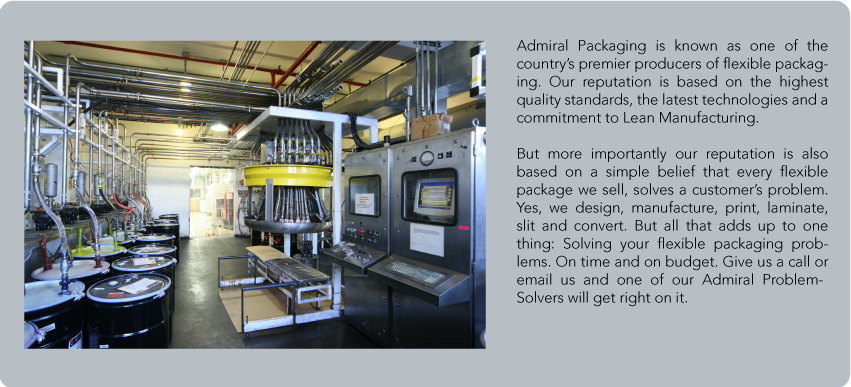 Admiral Packaging is known as one of the
country's premier producers of flexible packag-
ing. Our reputation is based on the highest
quality standards, the latest technologies and a
commitment to Lean Manufacturing.
But more importantly our reputation is also
based on a simple belief that every flexible
package we sell, solves a customer's problem.
Yes, we design, manufacture, print, laminate,
slit and convert. But all that adds up to one
thing: Solving your flexible packaging prob-
lems. On time and on budget. Give us a call or
email us and one of our Admiral Problem-
Solvers will get right on it.